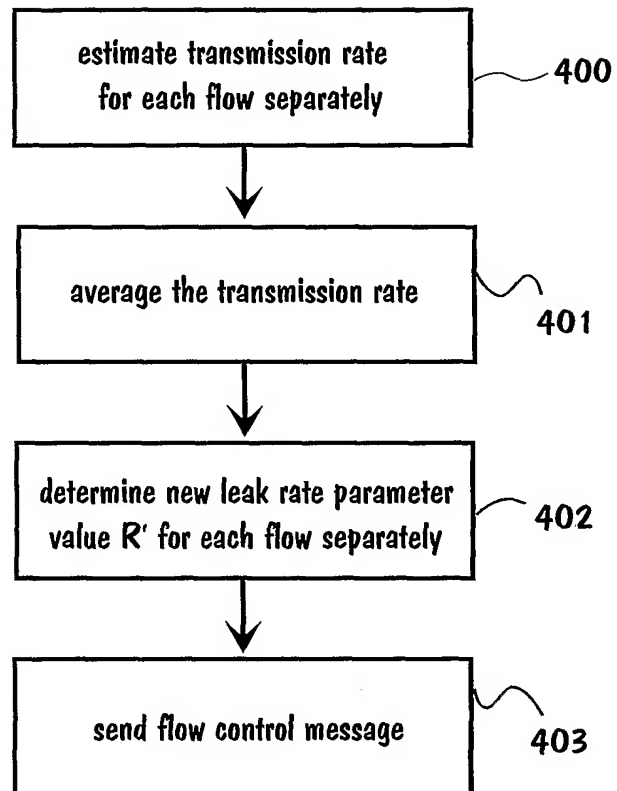 estimate transmission rate
for each flow separately
400
average the transmission rate
401
determine new leak rate parameter
value R' for each flow separately
402
send flow control message
403